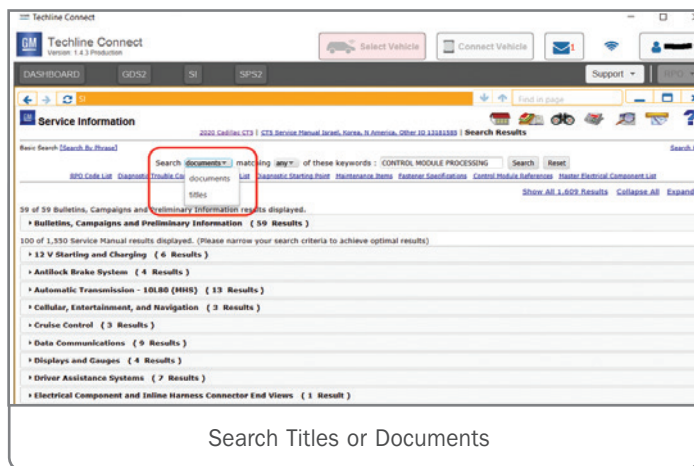 Techline Connect
GM Techline Connect
Version: 1.4.3 Production
Select Vehicle Connect Vehicle 1
DASHBOARD GDS2 SI SPS2 Support RPO
SI Find in page
Service Information
2020 Cadillac CT5 | CT5 Service Manual Israel, Korea, N America, Other ID 13181585 | Search Results
Basic Search [Search By Phrase] Search
Search documents matching any of these keywords : CONTROL MODULE PROCESSING Search Reset
documents
titles
RPO Code List Diagnostic Trouble Co List Diagnostic Starting Point Maintenance Items Fastener Specifications Control Module References Master Electrical Component List
Show All 1,609 Results Collapse All Expand
59 of 59 Bulletins, Campaigns and Preliminary Information results displayed.
Bulletins, Campaigns and Preliminary Information ( 59 Results )
100 of 1,550 Service Manual results displayed. (Please narrow your search criteria to achieve optimal results)
12 V Starting and Charging ( 6 Results )
Antilock Brake System ( 4 Results )
Automatic Transmission - 10L80 (MHS) ( 13 Results )
Cellular, Entertainment, and Navigation ( 3 Results )
Cruise Control ( 3 Results )
Data Communications ( 9 Results )
Displays and Gauges ( 4 Results )
Driver Assistance Systems ( 7 Results )
Electrical Component and Inline Harness Connector End Views ( 1 Result )
Search Titles or Documents